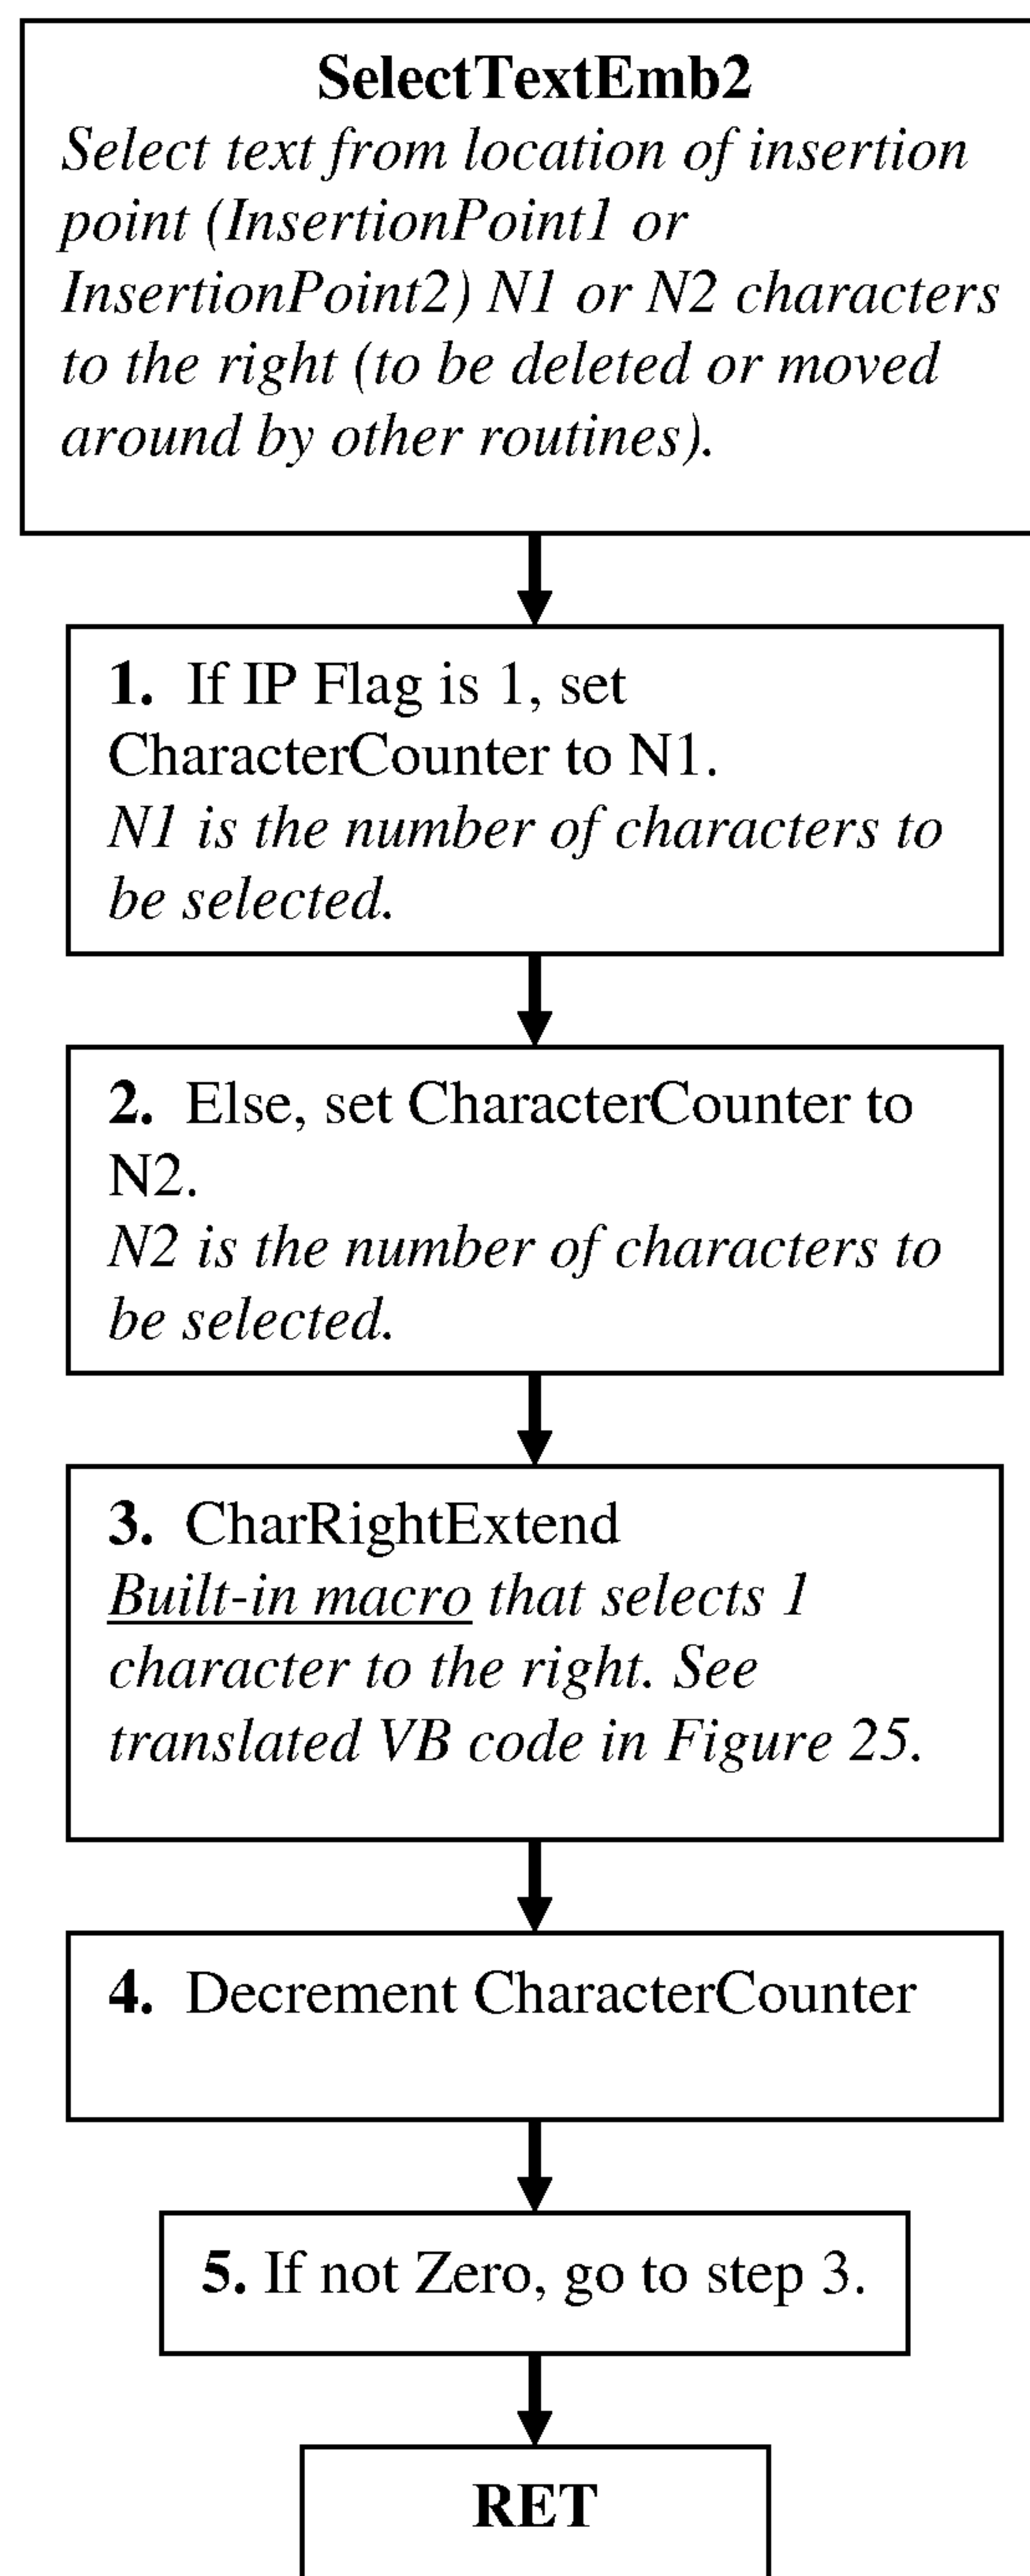 SelectTextEmb2
Select text from location of insertion
point (InsertionPoint1 or
InsertionPoint2) N1 or N2 characters
to the right (to be deleted or moved
around by other routines).
1. If IP Flag is 1, set
CharacterCounter to N1.
N1 is the number of characters to
be selected.
2. Else, set CharacterCounter to
N2.
N2 is the number of characters to
be selected.
3. CharRightExtend
Built-in macro that selects 1
character to the right. See
translated VB code in Figure 25.
4. Decrement CharacterCounter
5. If not Zero, go to step 3.
RET